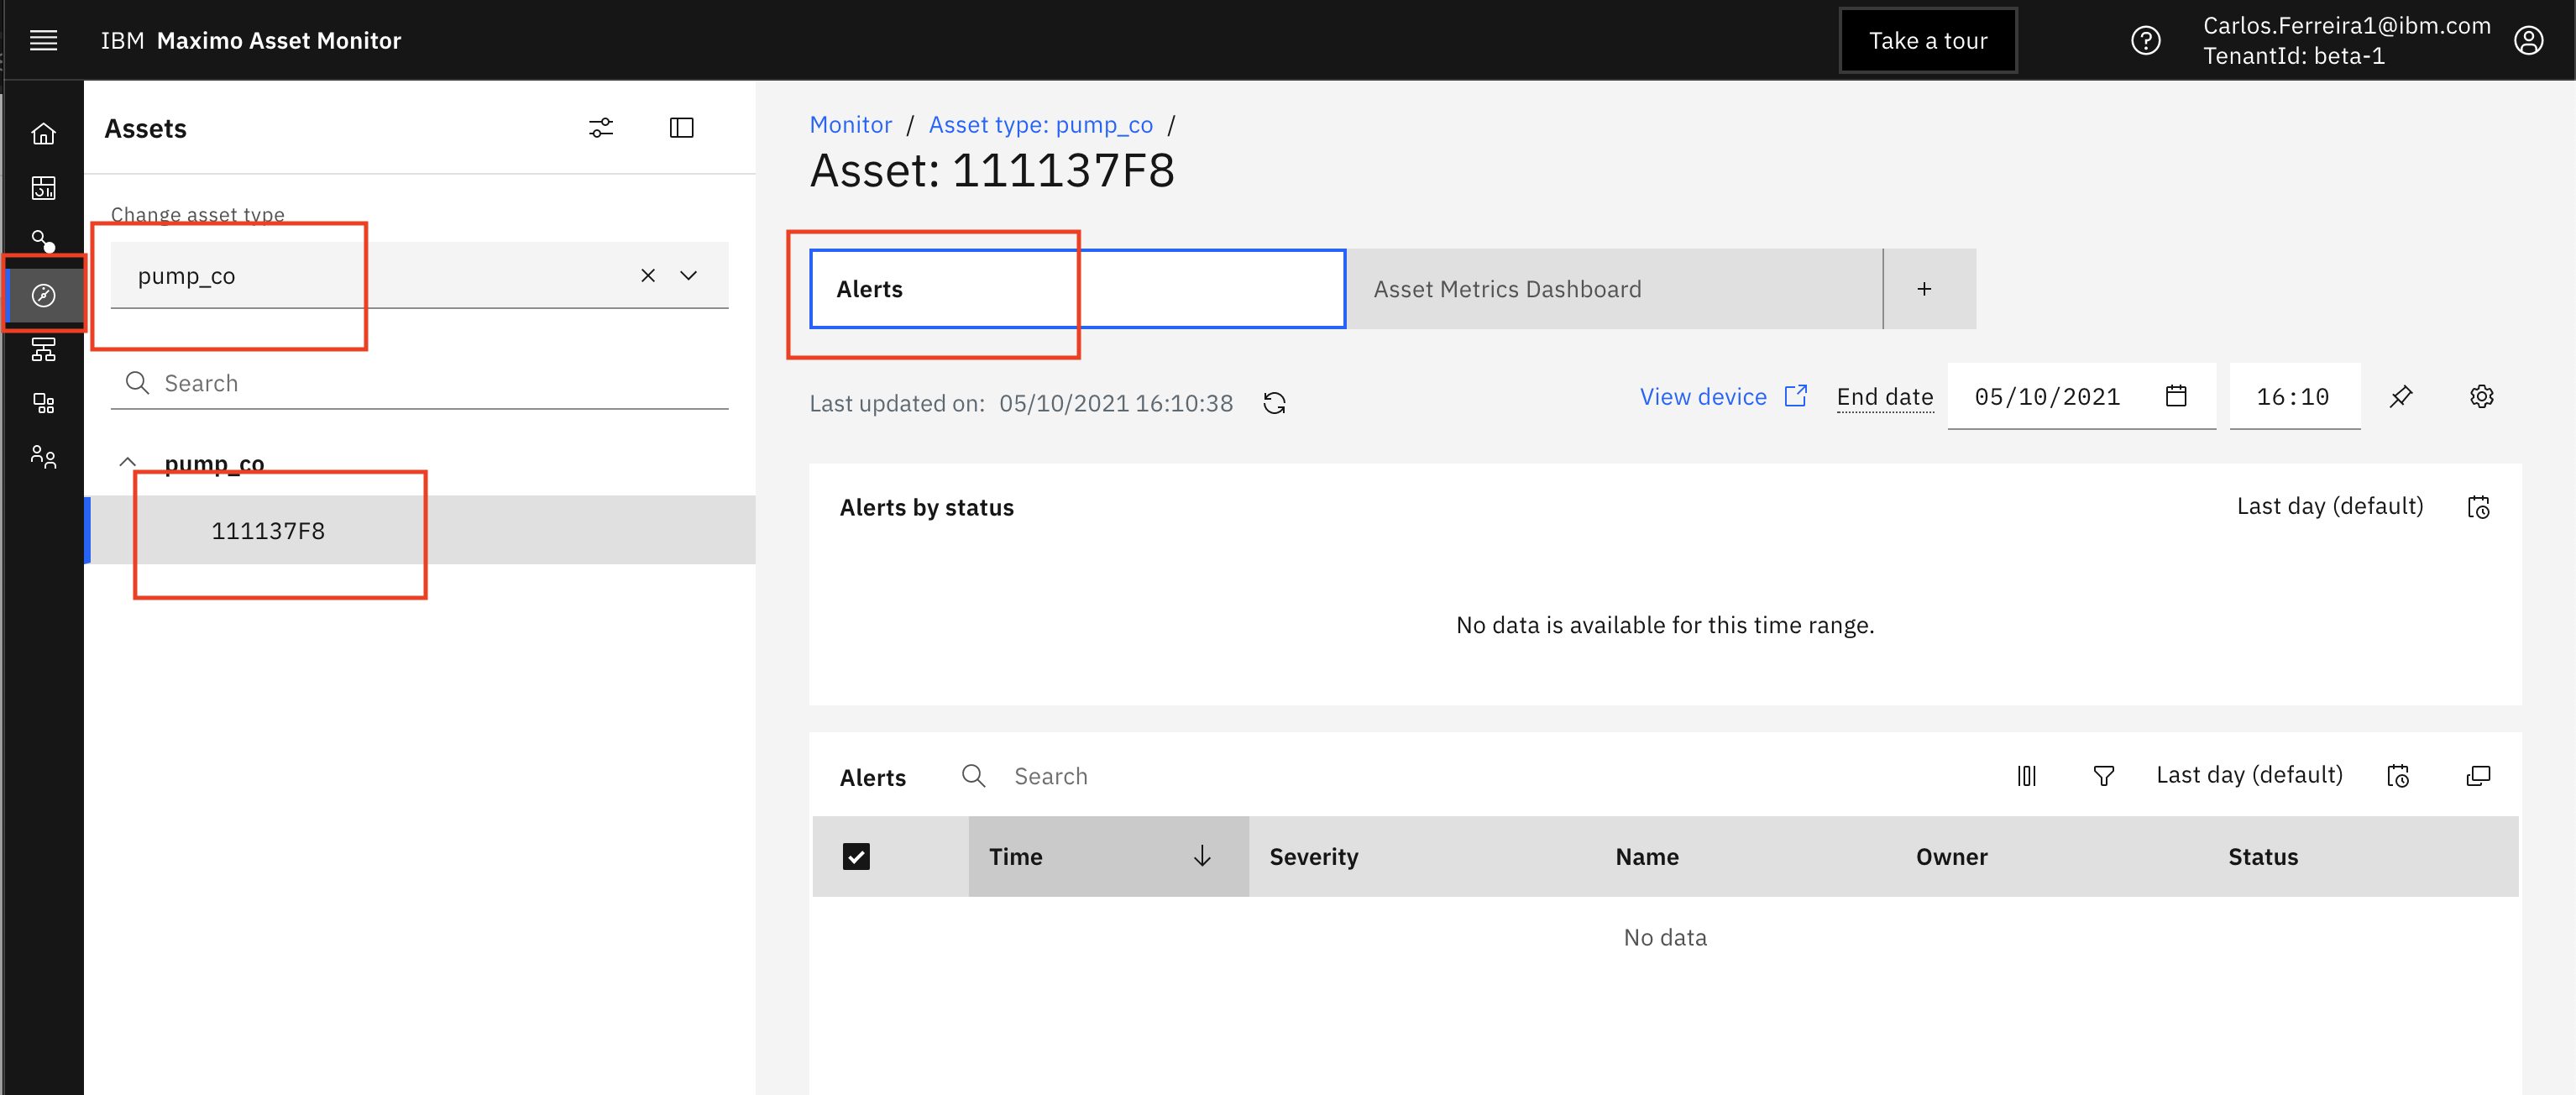 IBM Maximo Asset Monitor
Take a tour
Carlos.Ferreira1@ibm.com
TenantId: beta-1
Assets
Change asset type
pump_co
Search
pump_co
111137F8
Monitor / Asset type: pump_co /
Asset: 111137F8
Alerts
Asset Metrics Dashboard
+
Last updated on: 05/10/2021 16:10:38
View device
End date
05/10/2021
16:10
Alerts by status
Last day (default)
No data is available for this time range.
Alerts
Search
Last day (default)
Time
Severity
Name
Owner
Status
No data